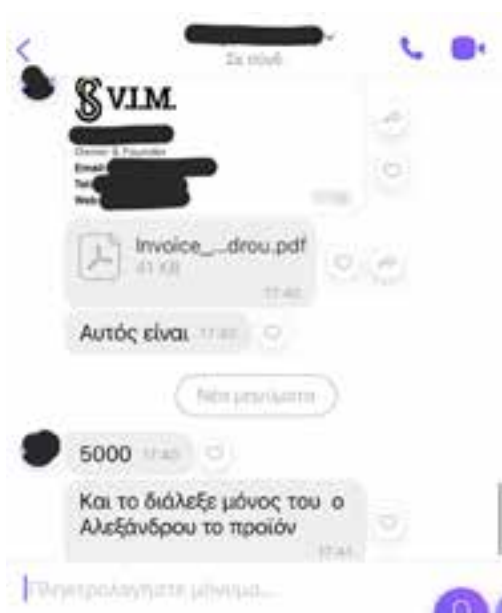 Σε σύνδ
V.I.M.
Owner & Founder
Email
Tel
Web
Invoice_...drou.pdf
41 KB
17:40
Αυτός είναι 17:40
Νέα μηνύματα
5000 17:40
Και το διάλεξε μόνος του ο
Αλεξάνδρου το προϊόν
17:41
Πληκτρολογήστε μήνυμα...